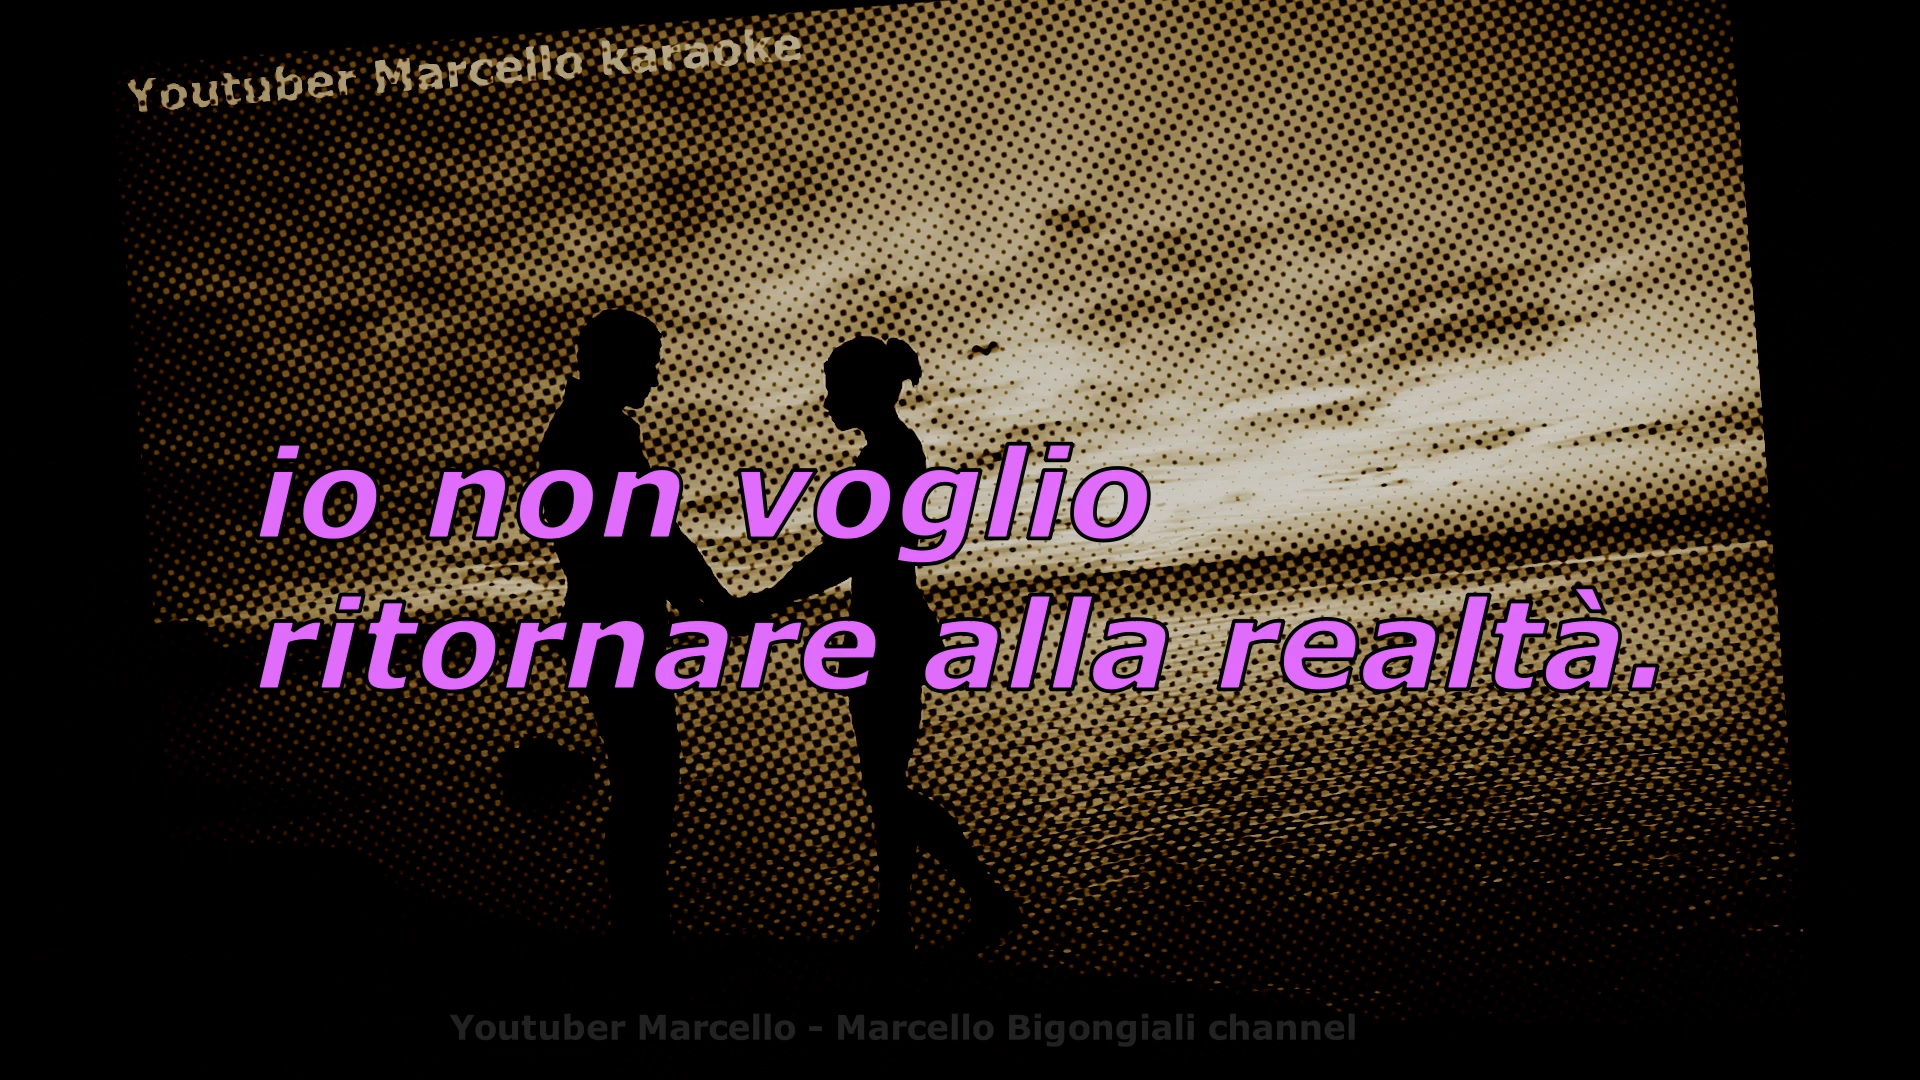 Youtuber Marcello karaoke
io non voglio
ritornare alla realtà.
Youtuber Marcello - Marcello Bigongiali channel